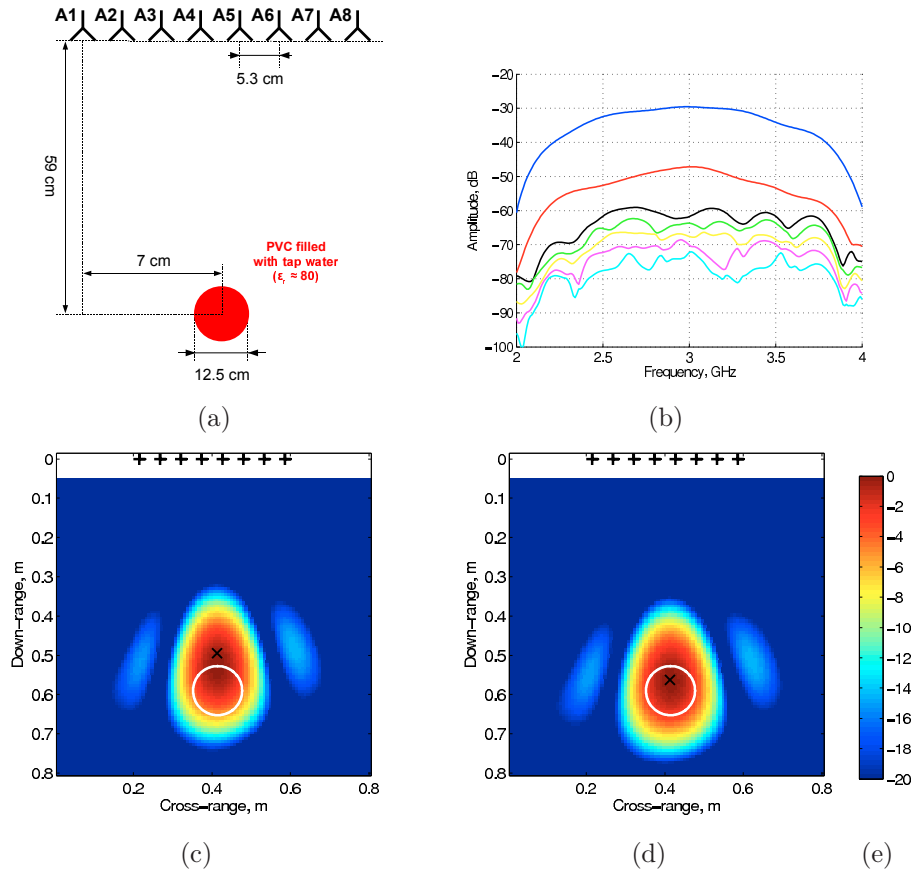 A1 A2 A3 A4 A5 A6 A7 A8
5.3 cm
59 cm
7 cm
PVC filled
with tap water
(εr ≈ 80)
12.5 cm
(a)
Amplitude, dB
−20
−30
−40
−50
−60
−70
−80
−90
−100
2 2.5 3 3.5 4
Frequency, GHz
(b)
Down−range, m
0
0.1
0.2
0.3
0.4
0.5
0.6
0.7
0.8
0.2 0.4 0.6 0.8
Cross−range, m
(c)
Down−range, m
0
0.1
0.2
0.3
0.4
0.5
0.6
0.7
0.8
0 0.2 0.4 0.6 0.8
Cross−range, m
(d)
0
−2
−4
−6
−8
−10
−12
−14
−16
−18
−20
(e)